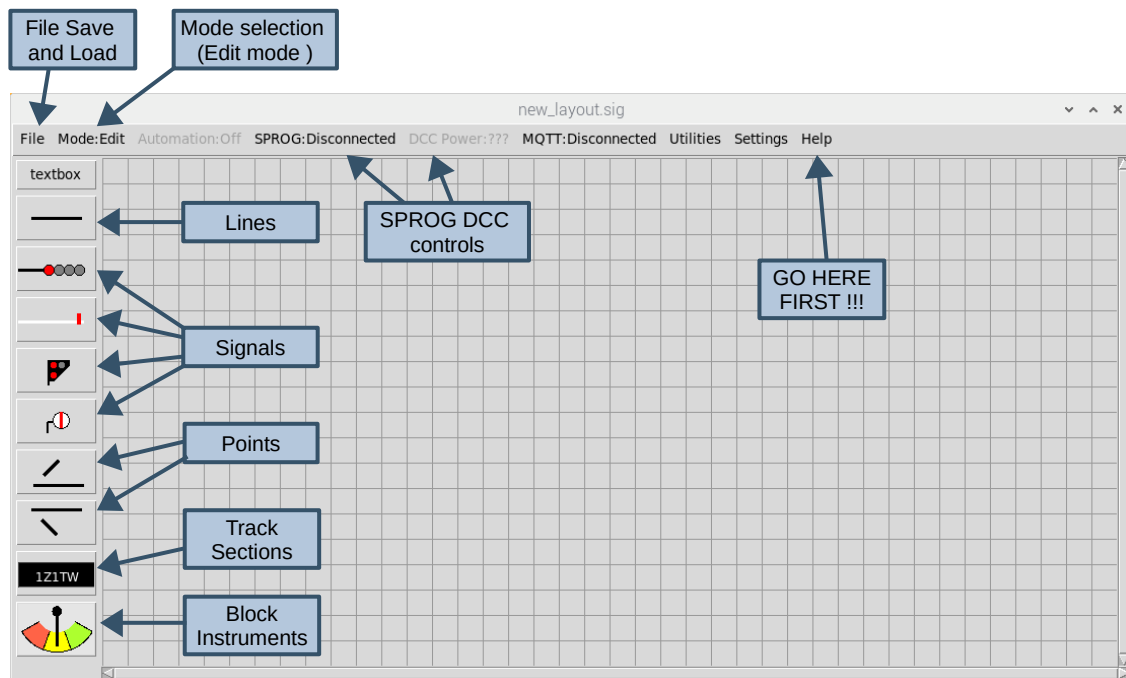 File Save
and Load
Mode selection
(Edit mode )
new_layout.sig
File Mode:Edit Automation:Off SPROG:Disconnected DCC Power:??? MQTT:Disconnected Utilities Settings Help
textbox
Lines
SPROG DCC
controls
GO HERE
FIRST !!!
Signals
Points
Track
Sections
1Z1TW
Block
Instruments